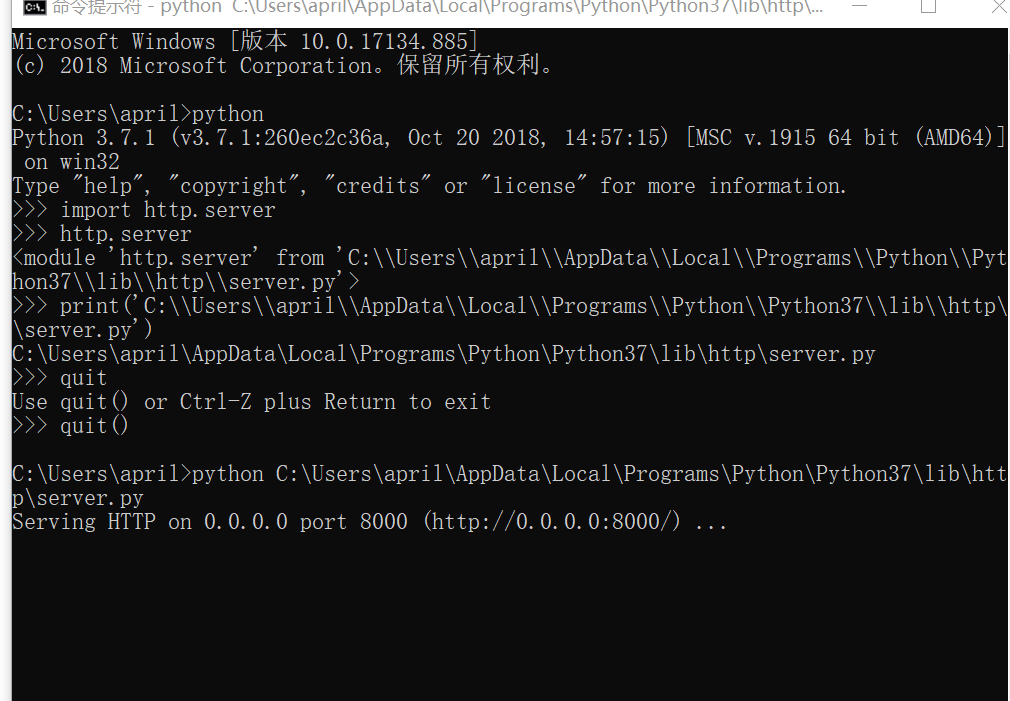 命令提示符 - python C:\Users\april\AppData\Local\Programs\Python\Python37\lib\http\...
Microsoft Windows [版本 10.0.17134.885]
(c) 2018 Microsoft Corporation。保留所有权利。
C:\Users\april>python
Python 3.7.1 (v3.7.1:260ec2c36a, Oct 20 2018, 14:57:15) [MSC v.1915 64 bit (AMD64)]
 on win32
Type "help", "copyright", "credits" or "license" for more information.
>>> import http.server
>>> http.server
<module 'http.server' from 'C:\\Users\\april\\AppData\\Local\\Programs\\Python\\Pyt
hon37\\lib\\http\\server.py'>
>>> print('C:\\Users\\april\\AppData\\Local\\Programs\\Python\\Python37\\lib\\http\
\server.py')
C:\Users\april\AppData\Local\Programs\Python\Python37\lib\http\server.py
>>> quit
Use quit() or Ctrl-Z plus Return to exit
>>> quit()
C:\Users\april>python C:\Users\april\AppData\Local\Programs\Python\Python37\lib\htt
p\server.py
Serving HTTP on 0.0.0.0 port 8000 (http://0.0.0.0:8000/) ...